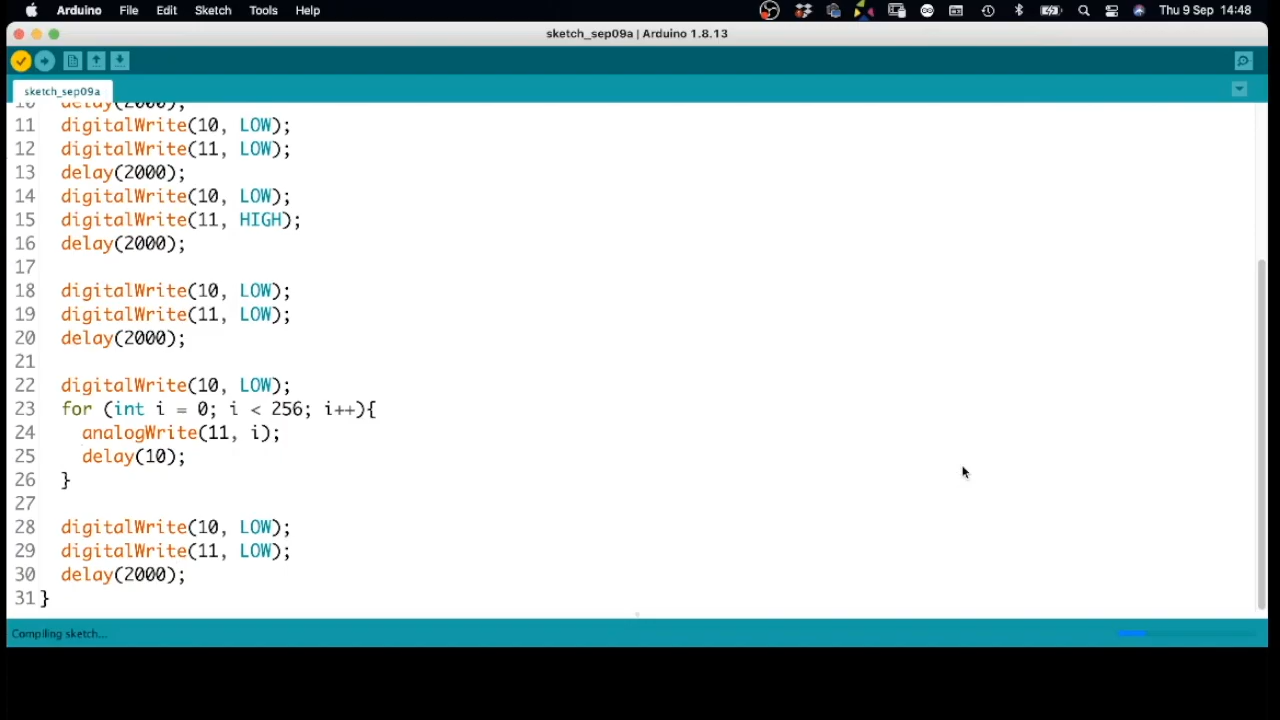 Arduino File Edit Sketch Tools Help Thu 9 Sep 14:48
sketch_sep09a | Arduino 1.8.13
sketch_sep09a
10 delay(2000);
11 digitalWrite(10, LOW);
12 digitalWrite(11, LOW);
13 delay(2000);
14 digitalWrite(10, LOW);
15 digitalWrite(11, HIGH);
16 delay(2000);
17
18 digitalWrite(10, LOW);
19 digitalWrite(11, LOW);
20 delay(2000);
21
22 digitalWrite(10, LOW);
23 for (int i = 0; i < 256; i++){
24 analogWrite(11, i);
25 delay(10);
26 }
27
28 digitalWrite(10, LOW);
29 digitalWrite(11, LOW);
30 delay(2000);
31 }
Compiling sketch...